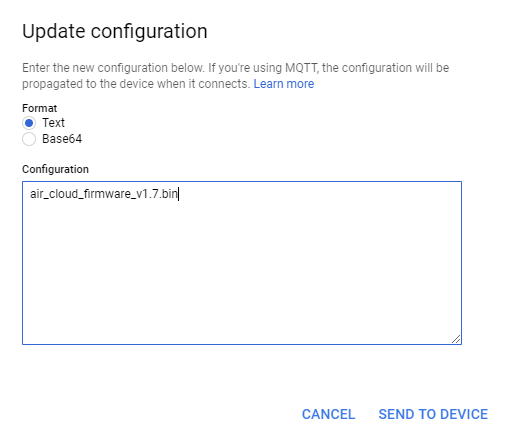 Update configuration
Enter the new configuration below. If you're using MQTT, the configuration will be
propagated to the device when it connects. Learn more
Format
Text
Base64
Configuration
air_cloud_firmware_v1.7.bin
CANCEL SEND TO DEVICE